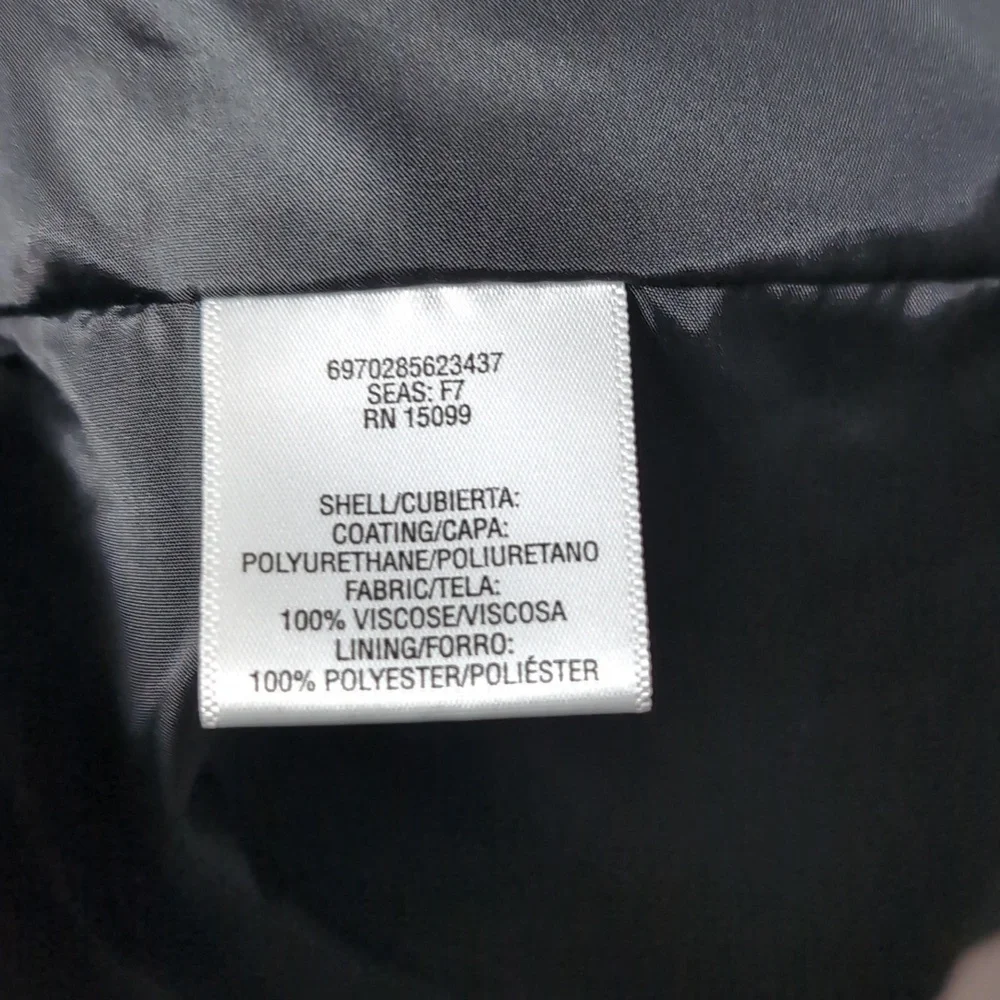 6970285623437
SEAS: F7
RN 15099
SHELL/CUBIERTA:
COATING/CAPA:
POLYURETHANE/POLIURETANO
FABRIC/TELA:
100% VISCOSE/VISCOSA
LINING/FORRO:
100% POLYESTER/POLIÉSTER